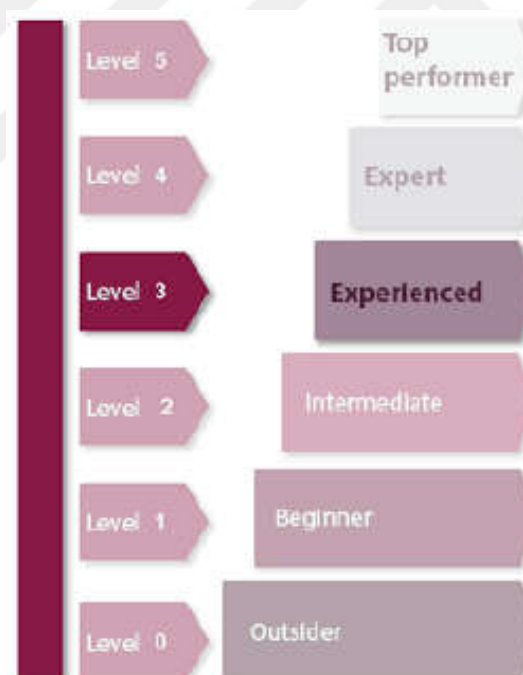 Level 5
Top
performer
Level 4
Expert
Level 3
Experienced
Level 2
Intermediate
Level 1
Beginner
Level 0
Outsider